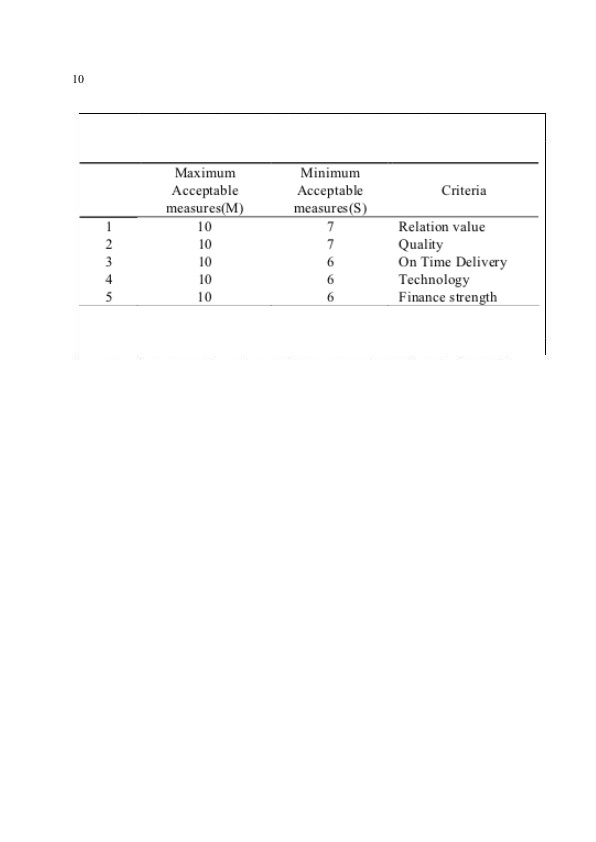 10
Maximum Acceptable measures(M) Minimum Acceptable measures(S) Criteria
1 10 7 Relation value
2 10 7 Quality
3 10 6 On Time Delivery
4 10 6 Technology
5 10 6 Finance strength